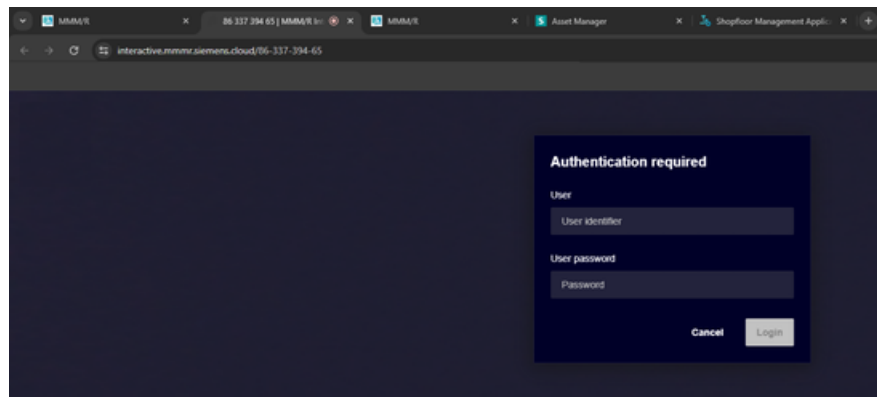 MMM/R
86 337 394 65 | MMM/R Int
MMM/R
Asset Manager
Shopfloor Management Applic
interactive.mmmr.siemens.cloud/86-337-394-65
Authentication required
User
User identifier
User password
Password
Cancel
Login